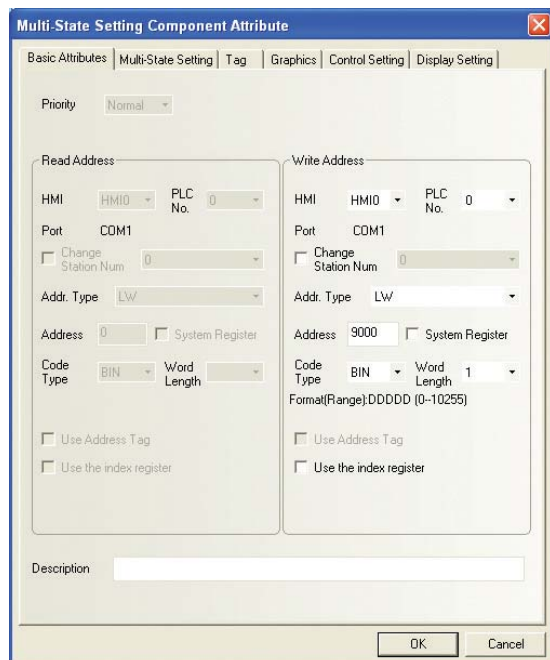 Multi-State Setting Component Attribute
Basic Attributes Multi-State Setting Tag Graphics Control Setting Display Setting
Priority Normal
Read Address
HMI HMI0 PLC No. 0
Port COM1
Change Station Num 0
Addr. Type LW
Address 0 System Register
Code Type BIN Word Length
Use Address Tag
Use the index register
Write Address
HMI HMI0 PLC No. 0
Port COM1
Change Station Num 0
Addr. Type LW
Address 9000 System Register
Code Type BIN Word Length 1
Format(Range):DDDDD (0--10255)
Use Address Tag
Use the index register
Description
OK Cancel